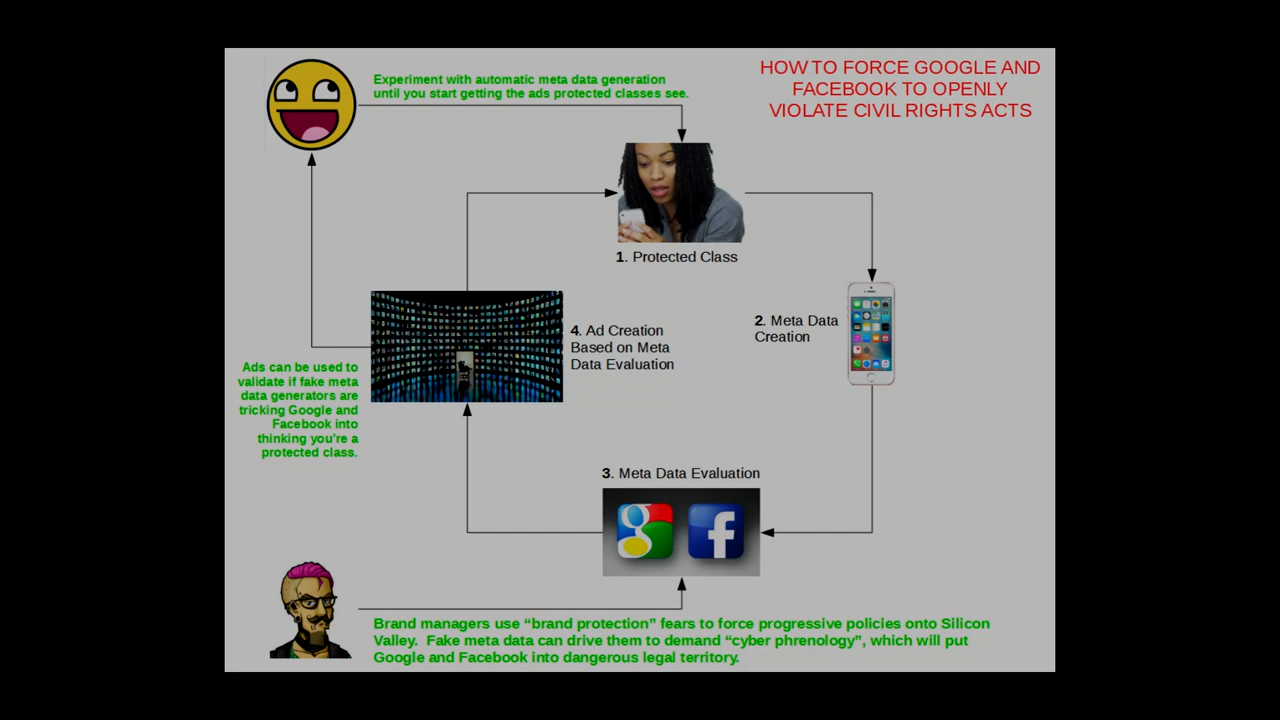 HOW TO FORCE GOOGLE AND
FACEBOOK TO OPENLY
VIOLATE CIVIL RIGHTS ACTS
Experiment with automatic meta data generation
until you start getting the ads protected classes see.
1. Protected Class
2. Meta Data
Creation
3. Meta Data Evaluation
4. Ad Creation
Based on Meta
Data Evaluation
Ads can be used to
validate if fake meta
data generators are
tricking Google and
Facebook into
thinking you're a
protected class.
Brand managers use “brand protection” fears to force progressive policies onto Silicon
Valley. Fake meta data can drive them to demand “cyber phrenology”, which will put
Google and Facebook into dangerous legal territory.